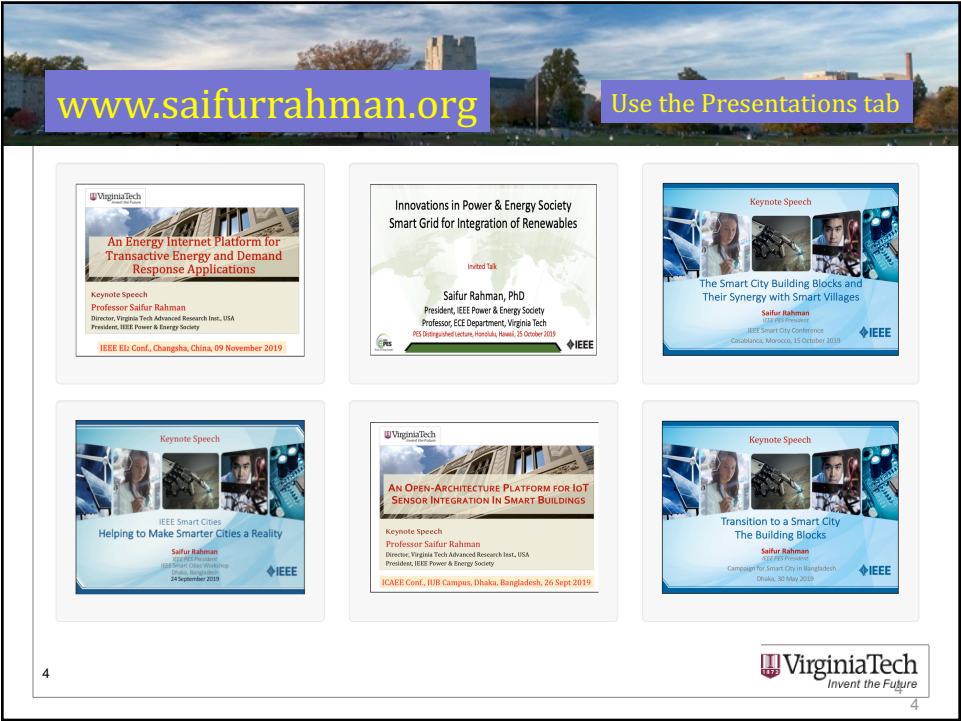 www.saifurrahman.org
Use the Presentations tab
VirginiaTech
Invent the Future
An Energy Internet Platform for
Transactive Energy and Demand
Response Applications
Keynote Speech
Professor Saifur Rahman
Director, Virginia Tech Advanced Research Inst., USA
President, IEEE Power & Energy Society
IEEE EI2 Conf., Changsha, China, 09 November 2019
Innovations in Power & Energy Society
Smart Grid for Integration of Renewables
Invited Talk
Saifur Rahman, PhD
President, IEEE Power & Energy Society
Professor, ECE Department, Virginia Tech
PES Distinguished Lecture, Honolulu, Hawaii, 25 October 2019
PES
IEEE
Keynote Speech
The Smart City Building Blocks and
Their Synergy with Smart Villages
Saifur Rahman
IEEE PES President
IEEE Smart City Conference
Casablanca, Morocco, 15 October 2019
IEEE
Keynote Speech
IEEE Smart Cities
Helping to Make Smarter Cities a Reality
Saifur Rahman
IEEE PES President
IEEE Smart Cities Workshop
Dhaka, Bangladesh
24 September 2019
IEEE
VirginiaTech
Invent the Future
An Open-Architecture Platform for IoT
Sensor Integration In Smart Buildings
Keynote Speech
Professor Saifur Rahman
Director, Virginia Tech Advanced Research Inst., USA
President, IEEE Power & Energy Society
ICAEE Conf., IUB Campus, Dhaka, Bangladesh, 26 Sept 2019
Keynote Speech
Transition to a Smart City
The Building Blocks
Saifur Rahman
IEEE PES President
Campaign for Smart City in Bangladesh
Dhaka, 30 May 2019
IEEE
4
1872
VirginiaTech
Invent the Future
4
4